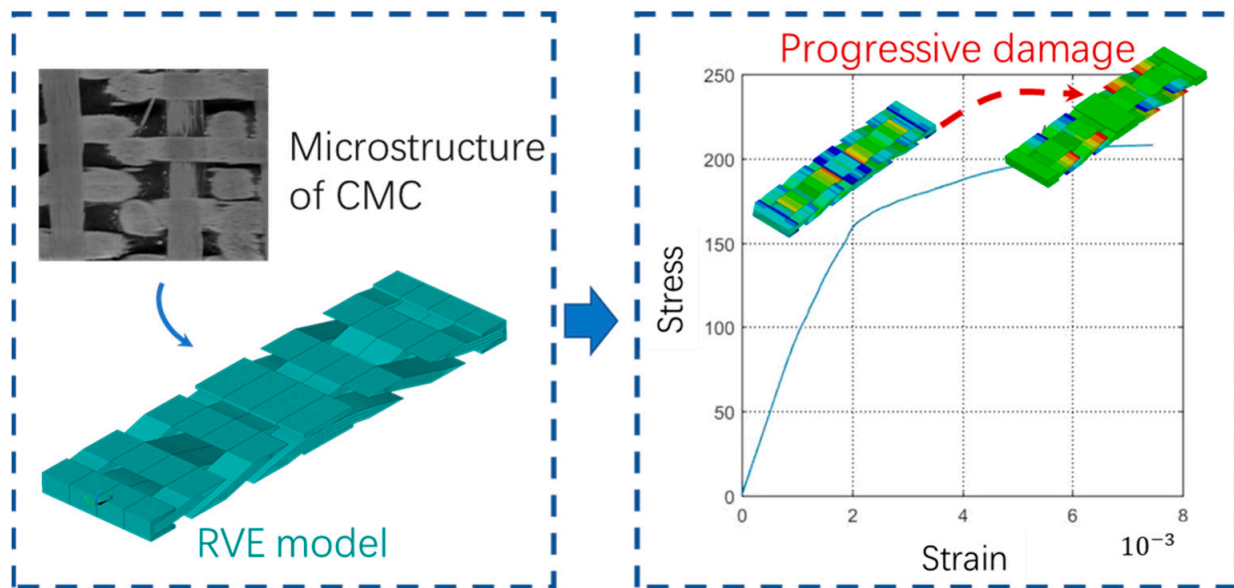 Microstructure
of CMC
RVE model
Progressive damage
250
200
150
100
50
0
Stress
0
2
4
6
8
Strain
10⁻³